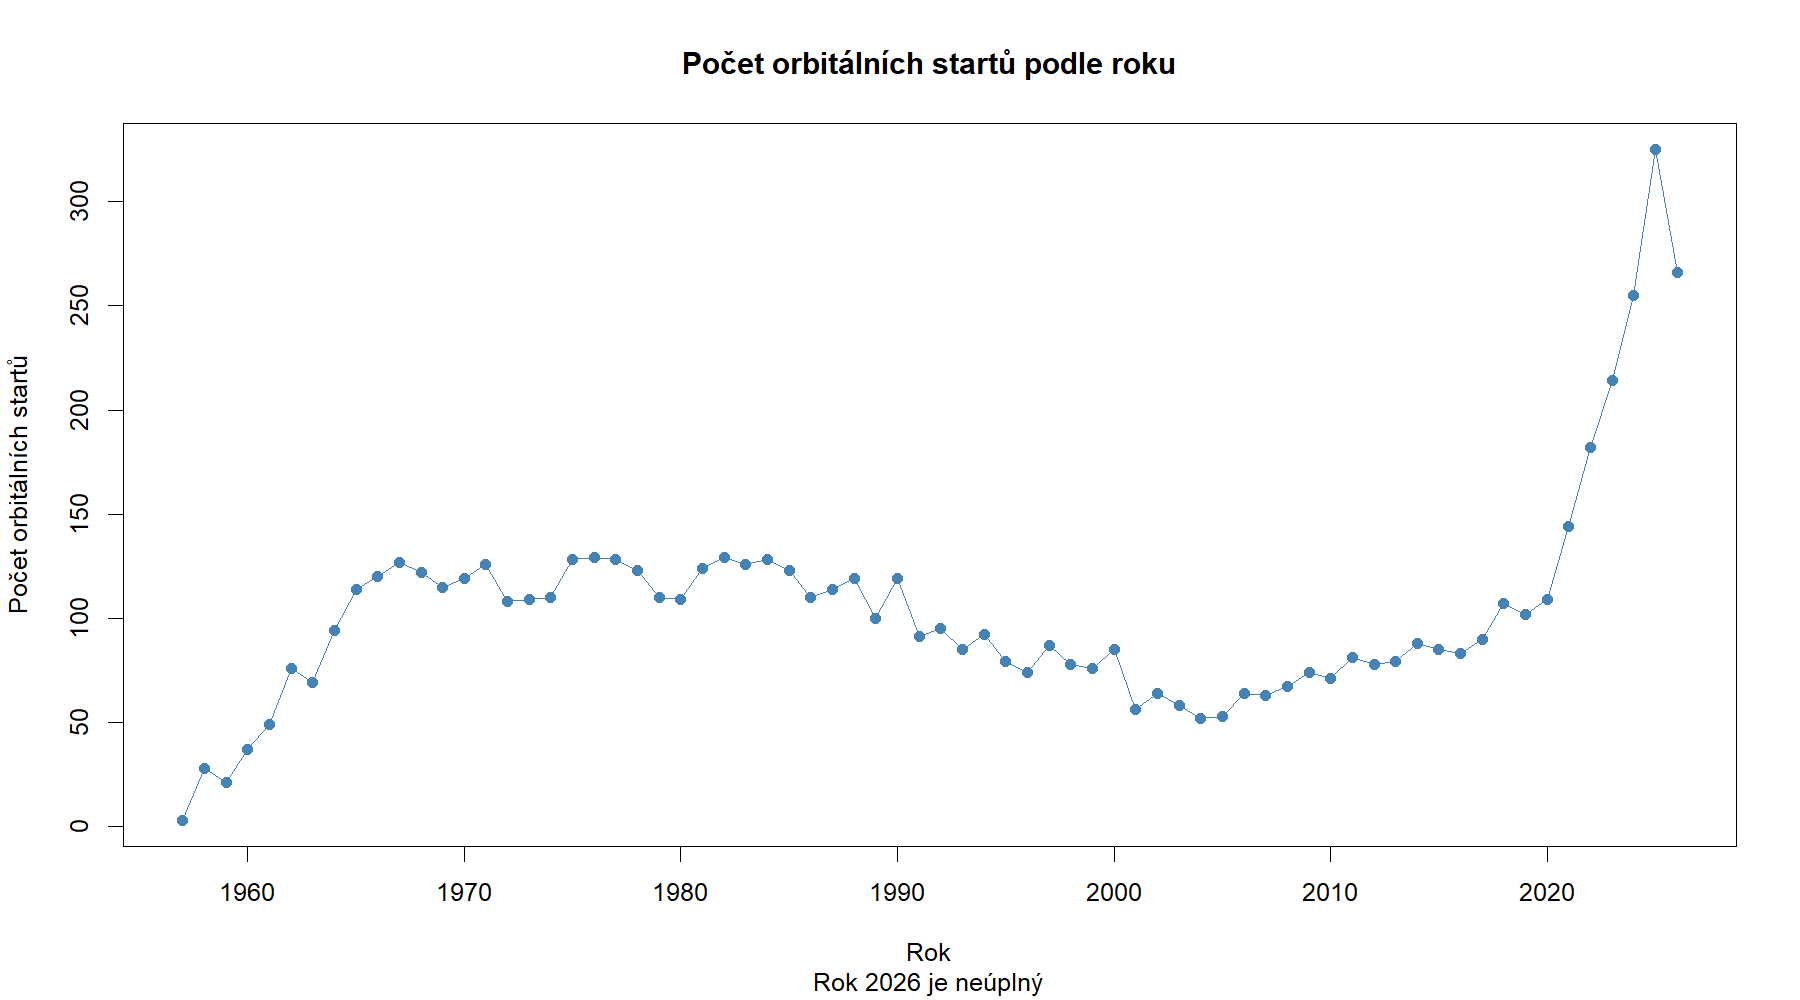 Počet orbitálních startů podle roku
Počet orbitálních startů
300
250
200
150
100
50
0
1960 1970 1980 1990 2000 2010 2020
Rok
Rok 2026 je neúplný